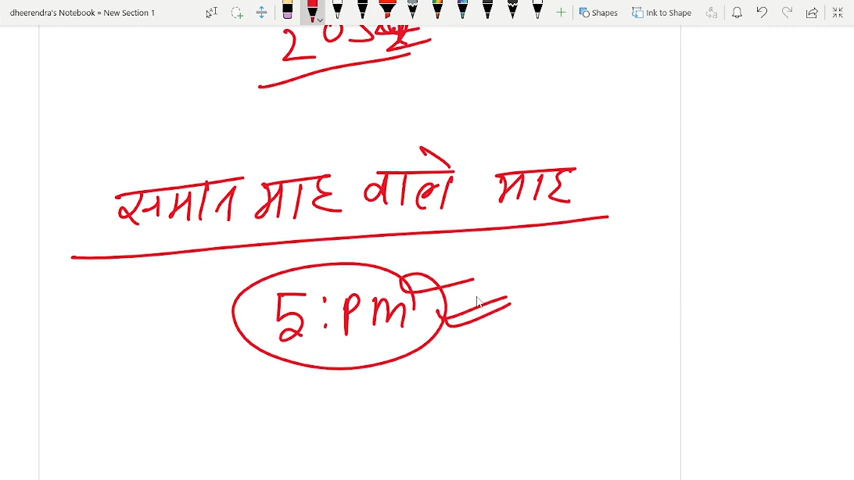 dheerendra's Notebook » New Section 1
Shapes
Ink to Shape
समान माह वाले माह
5:pm